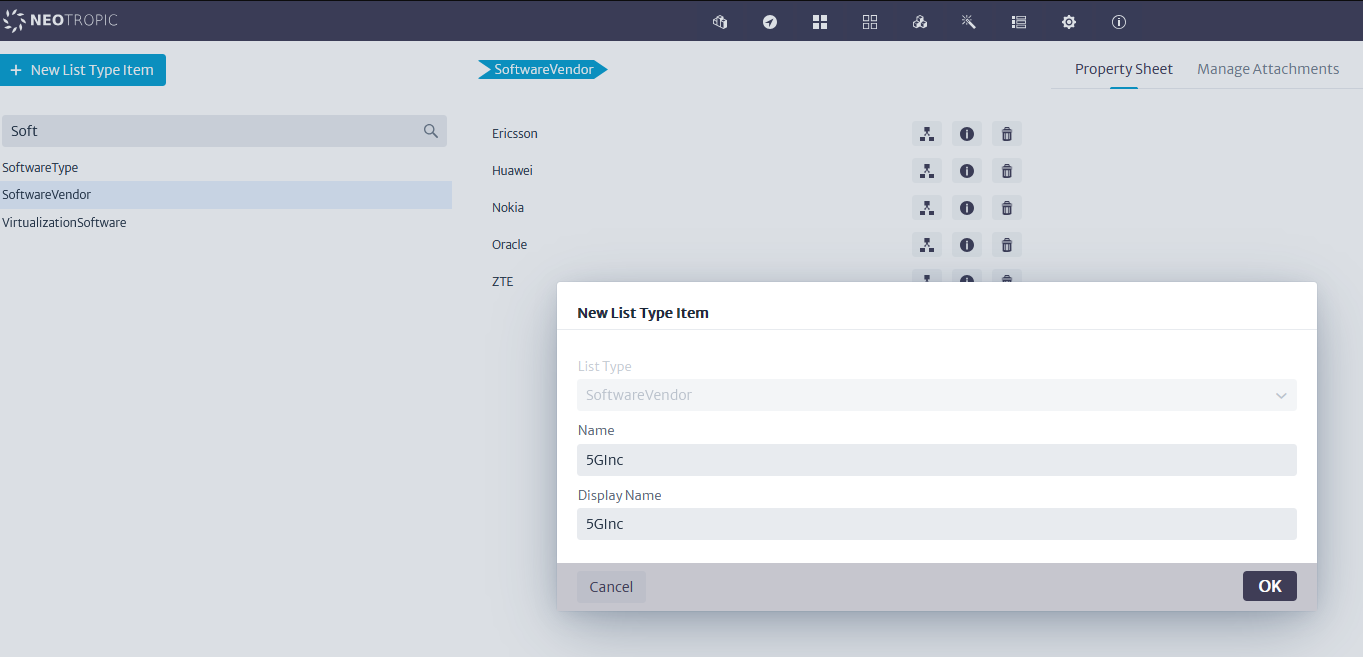 NEOTROPIC
+ New List Type Item
SoftwareVendor
Property Sheet
Manage Attachments
Soft
SoftwareType
SoftwareVendor
VirtualizationSoftware
Ericsson
Huawei
Nokia
Oracle
ZTE
New List Type Item
List Type
SoftwareVendor
Name
5GInc
Display Name
5GInc
Cancel
OK